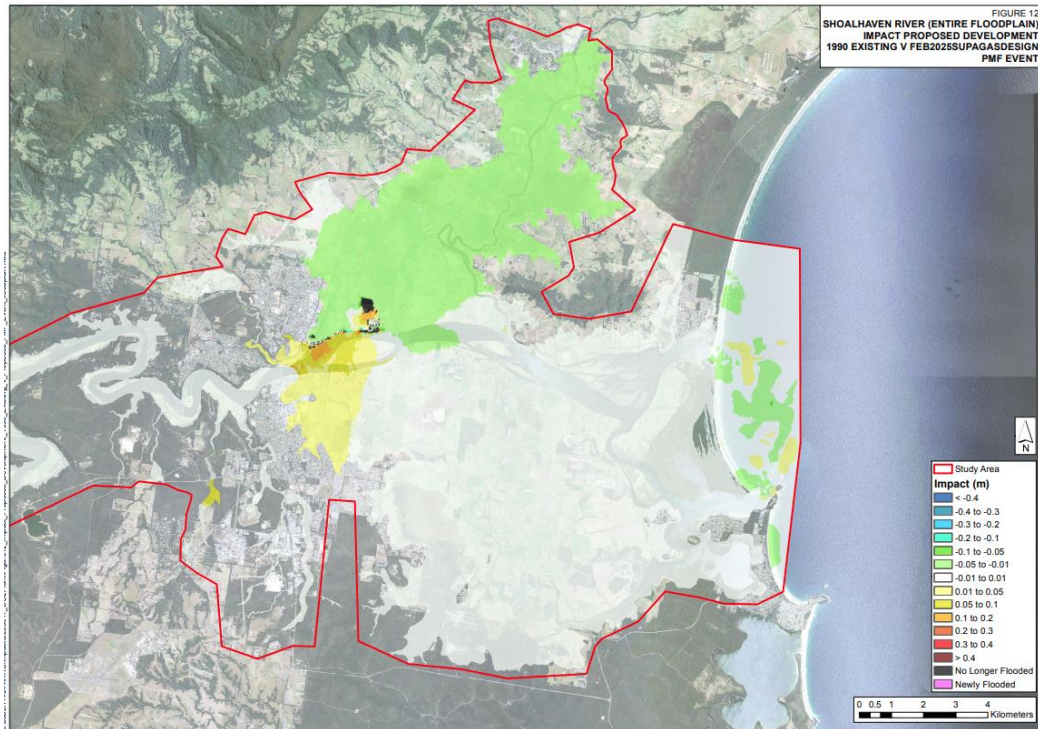 FIGURE 12
SHOALHAVEN RIVER (ENTIRE FLOODPLAIN)
IMPACT PROPOSED DEVELOPMENT
1990 EXISTING V FEB2025SUPAGASDESIGN
PMF EVENT
N
Study Area
Impact (m)
< -0.4
-0.4 to -0.3
-0.3 to -0.2
-0.2 to -0.1
-0.1 to -0.05
-0.05 to -0.01
-0.01 to 0.01
0.01 to 0.05
0.05 to 0.1
0.1 to 0.2
0.2 to 0.3
0.3 to 0.4
> 0.4
No Longer Flooded
Newly Flooded
0 0.5 1 2 3 4
Kilometers